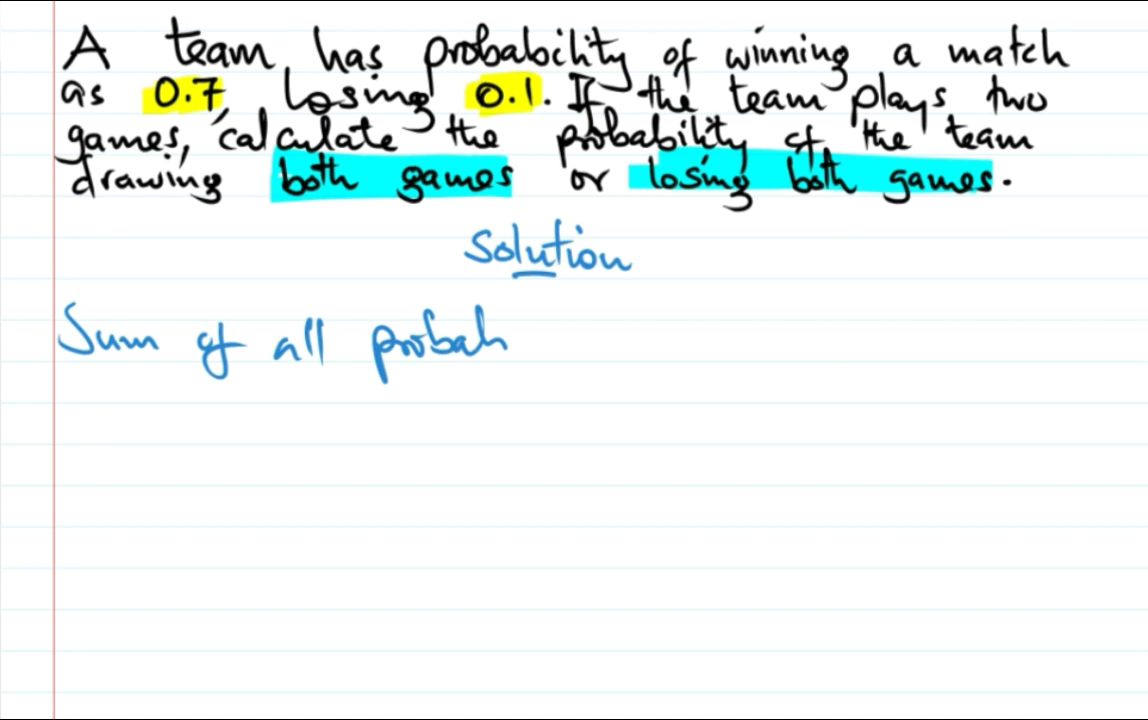 A team has probability of winning a match
as 0.7, losing 0.1. If the team plays two
games, calculate the probability of the team
drawing both games or losing both games.
Solution
Sum of all probab